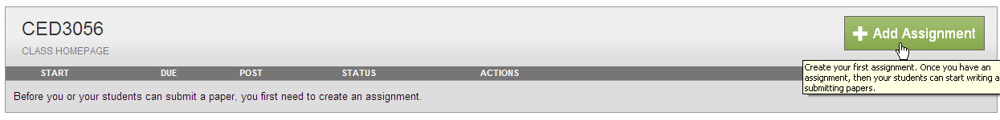 CED3056
Add Assignment
CLASS HOMEPAGE
START DUE POST STATUS ACTIONS
Create your first assignment. Once you have an
assignment, then your students can start writing a
submitting papers.
Before you or your students can submit a paper, you first need to create an assignment.